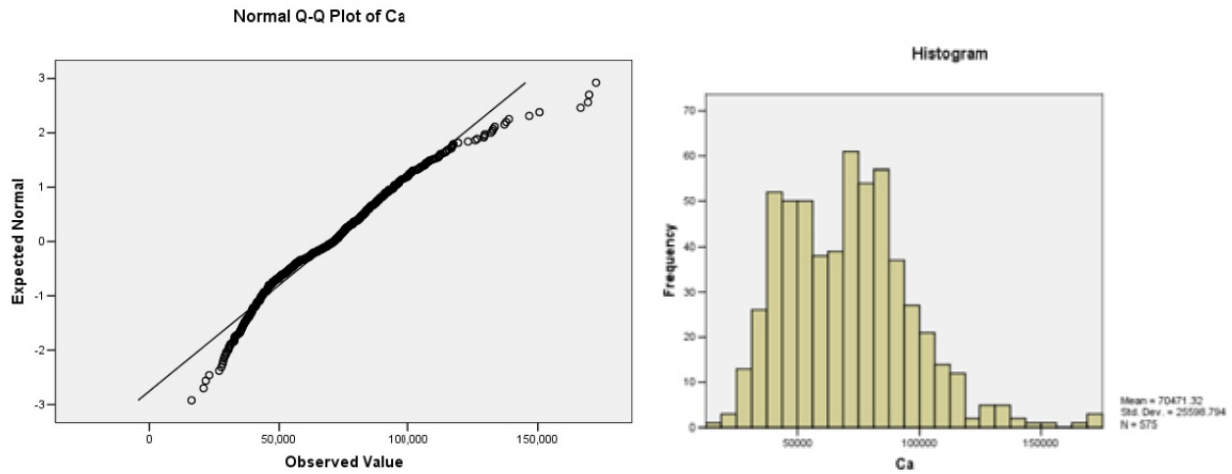 Normal Q-Q Plot of Ca
Expected Normal
3
2
1
0
-1
-2
-3
0
50,000
100,000
150,000
Observed Value
Histogram
Frequency
70
60
50
40
30
20
10
0
50000
100000
150000
Ca
Mean = 70471.32
Std. Dev. = 25598.794
N = 575